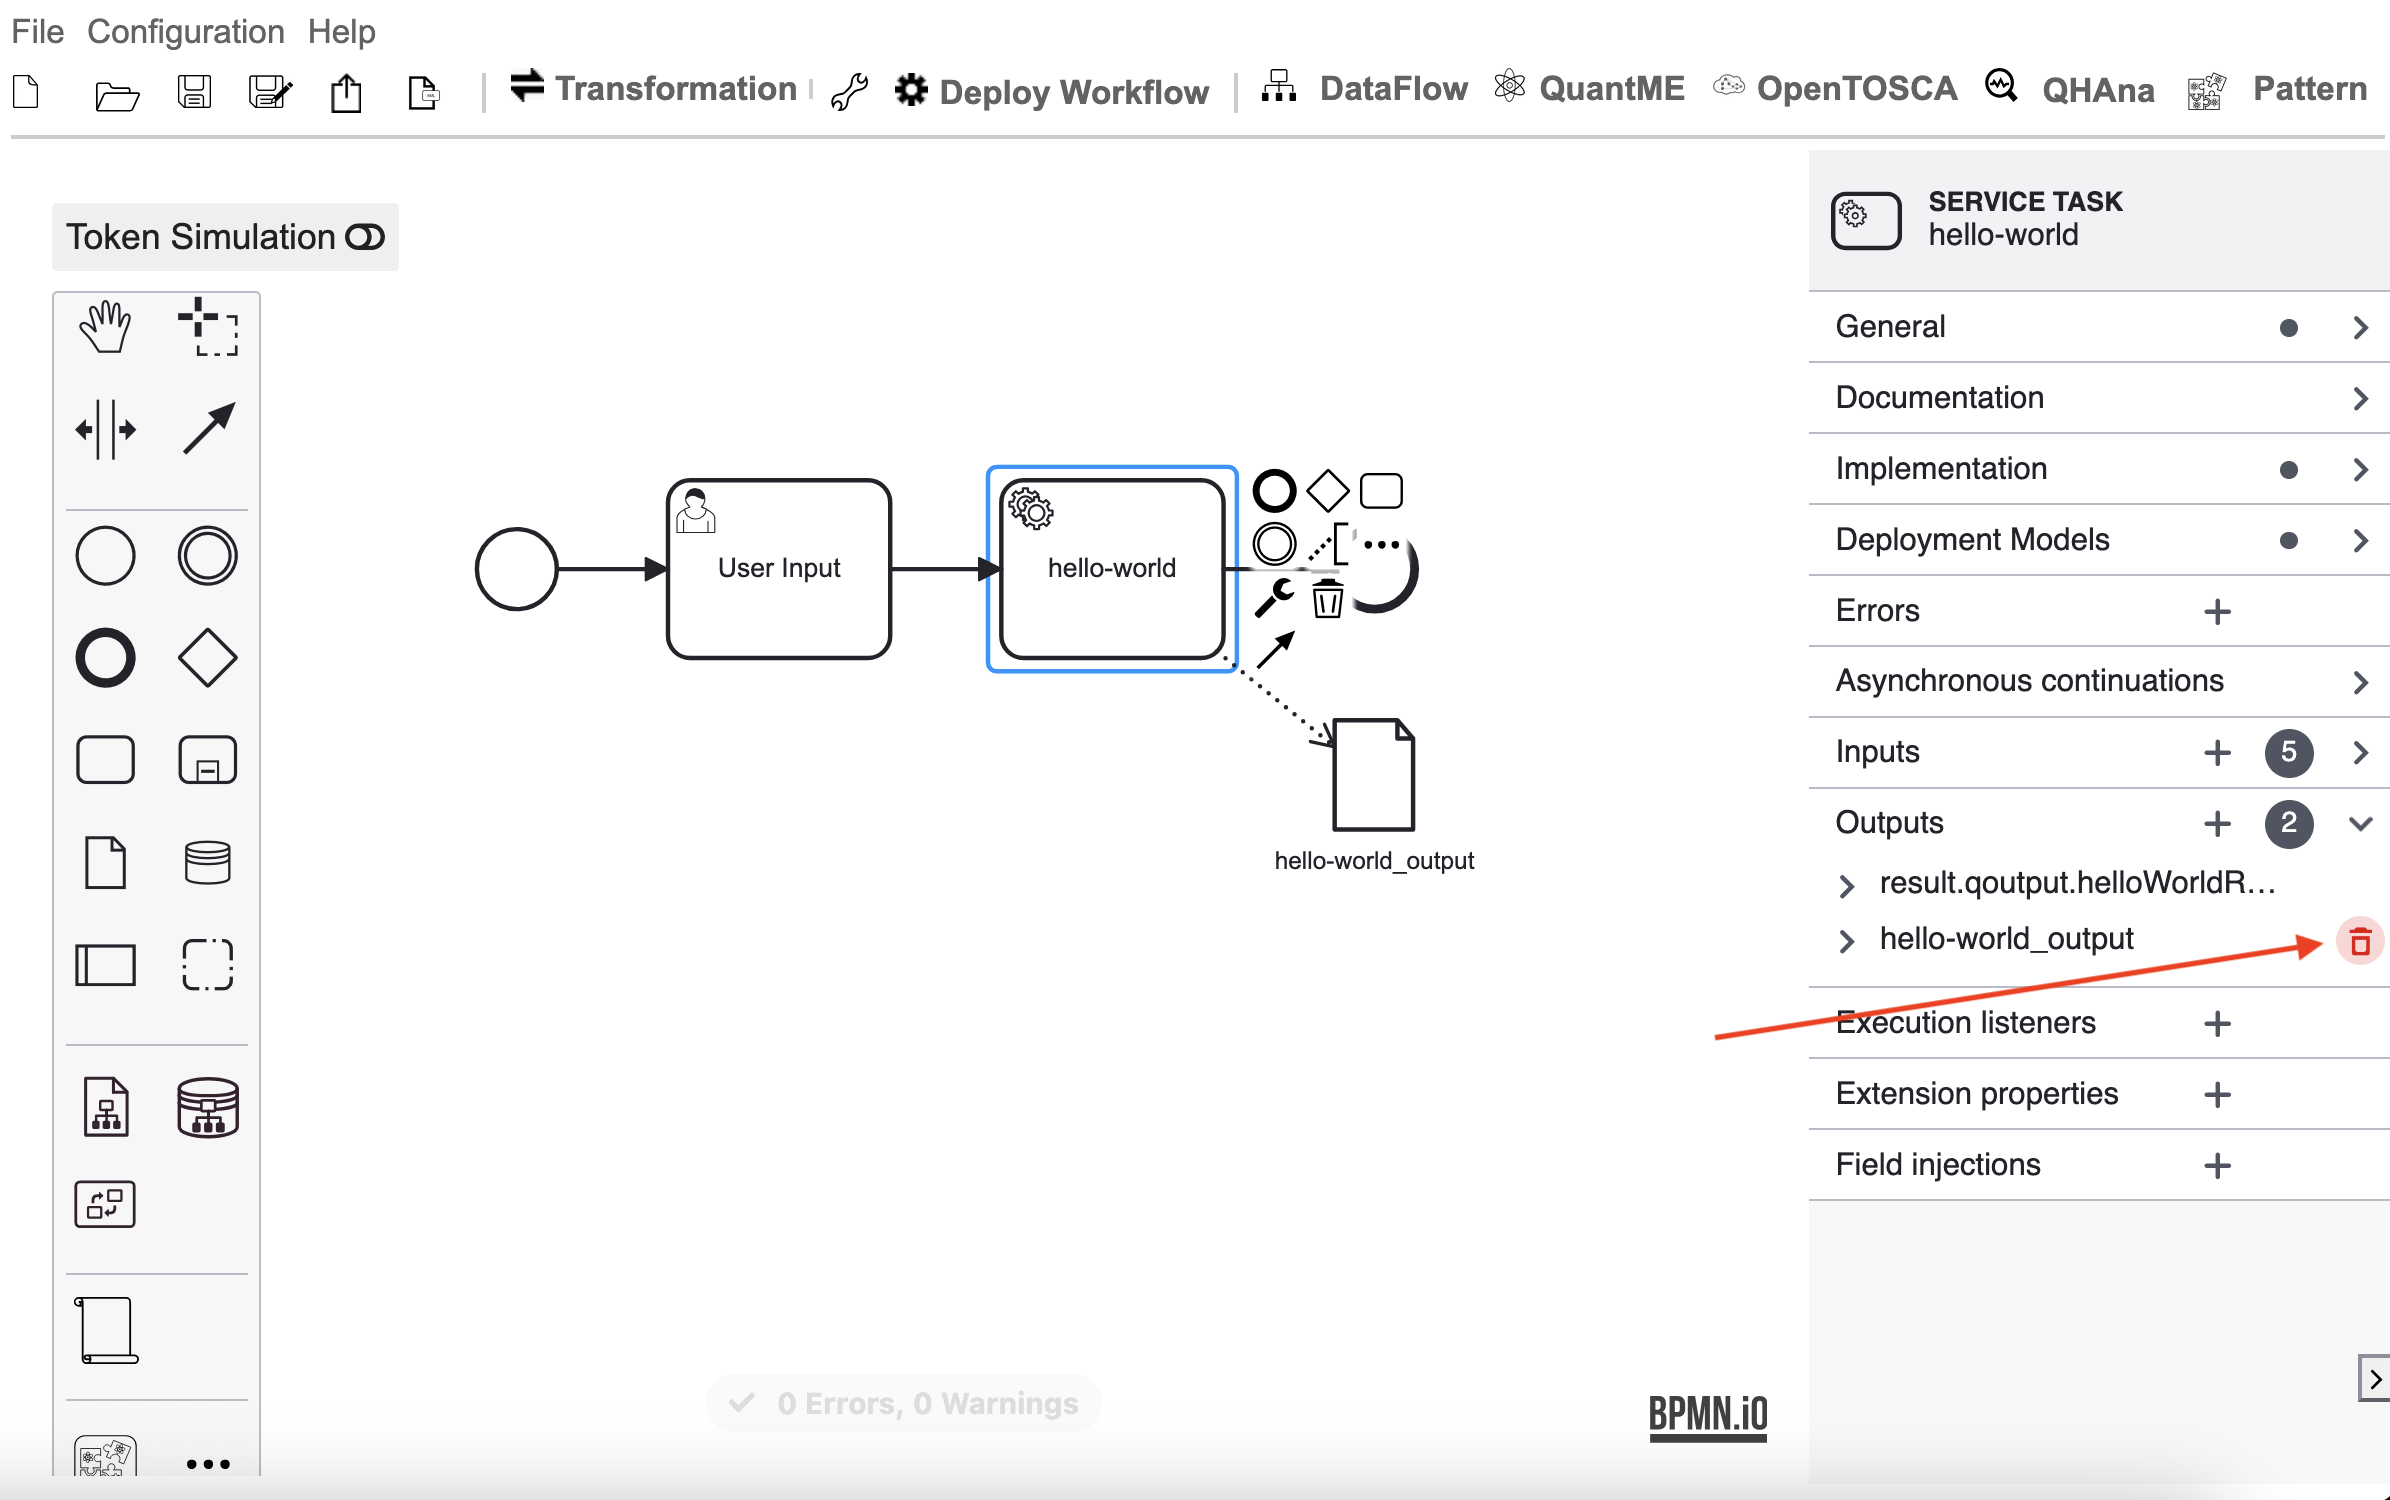 File Configuration Help
Transformation Deploy Workflow DataFlow QuantME OpenTOSCA QHAna Pattern
Token Simulation
SERVICE TASK
hello-world
General
Documentation
Implementation
Deployment Models
Errors
Asynchronous continuations
Inputs 5
Outputs 2
result.qoutput.helloWorldR...
hello-world_output
Execution listeners
Extension properties
Field injections
User Input
hello-world
hello-world_output
0 Errors, 0 Warnings
BPMN.iO